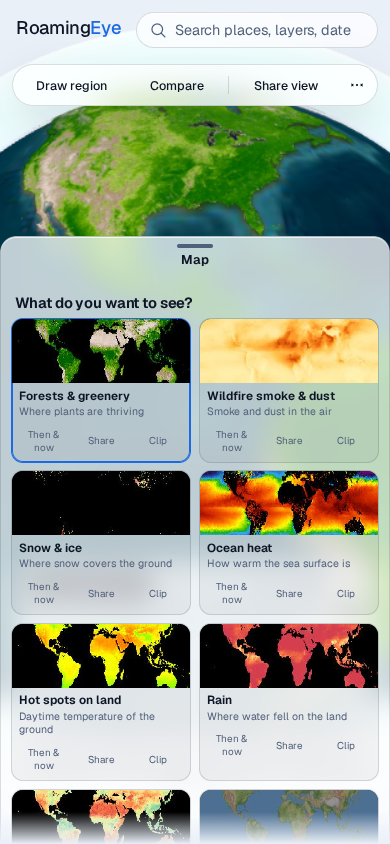 RoamingEye
Search places, layers, date
Draw region
Compare
Share view
...
Map
What do you want to see?
Forests & greenery
Where plants are thriving
Then & now
Share
Clip
Wildfire smoke & dust
Smoke and dust in the air
Then & now
Share
Clip
Snow & ice
Where snow covers the ground
Then & now
Share
Clip
Ocean heat
How warm the sea surface is
Then & now
Share
Clip
Hot spots on land
Daytime temperature of the
ground
Then & now
Share
Clip
Rain
Where water fell on the land
Then & now
Share
Clip